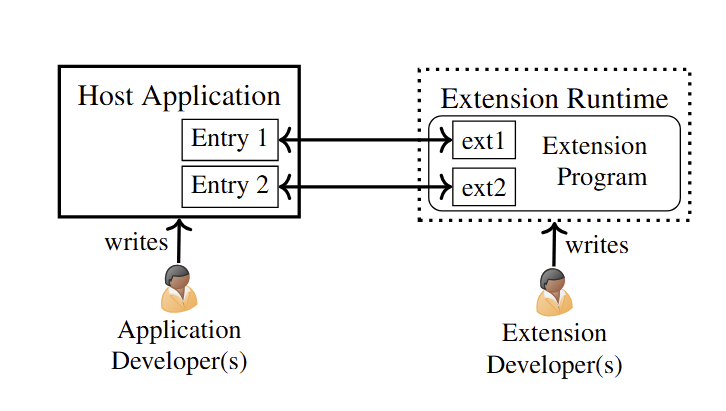 Host Application
Entry 1
Entry 2
writes
Application
Developer(s)
Extension Runtime
ext1
ext2
Extension
Program
writes
Extension
Developer(s)